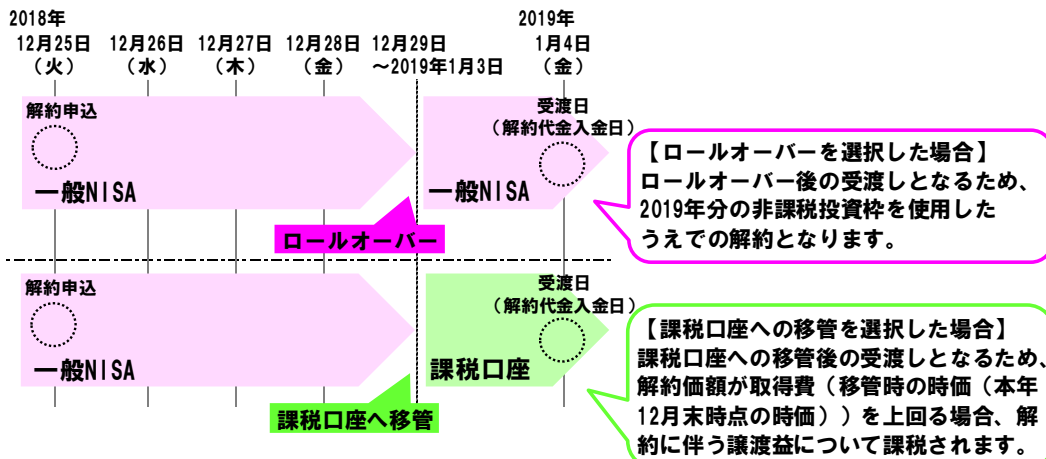 2018年
2019年
12月25日 12月26日 12月27日 12月28日 12月29日 1月4日
（火） （水） （木） （金） ～2019年1月3日 （金）
解約申込
受渡日
（解約代金入金日）
一般NISA
一般NISA
ロールオーバー
【ロールオーバーを選択した場合】
ロールオーバー後の受渡しとなるため、
2019年分の非課税投資枠を使用した
うえでの解約となります。
解約申込
受渡日
（解約代金入金日）
一般NISA
課税口座
課税口座へ移管
【課税口座への移管を選択した場合】
課税口座への移管後の受渡しとなるため、
解約価額が取得費（移管時の時価（本年
12月末時点の時価））を上回る場合、解
約に伴う譲渡益について課税されます。